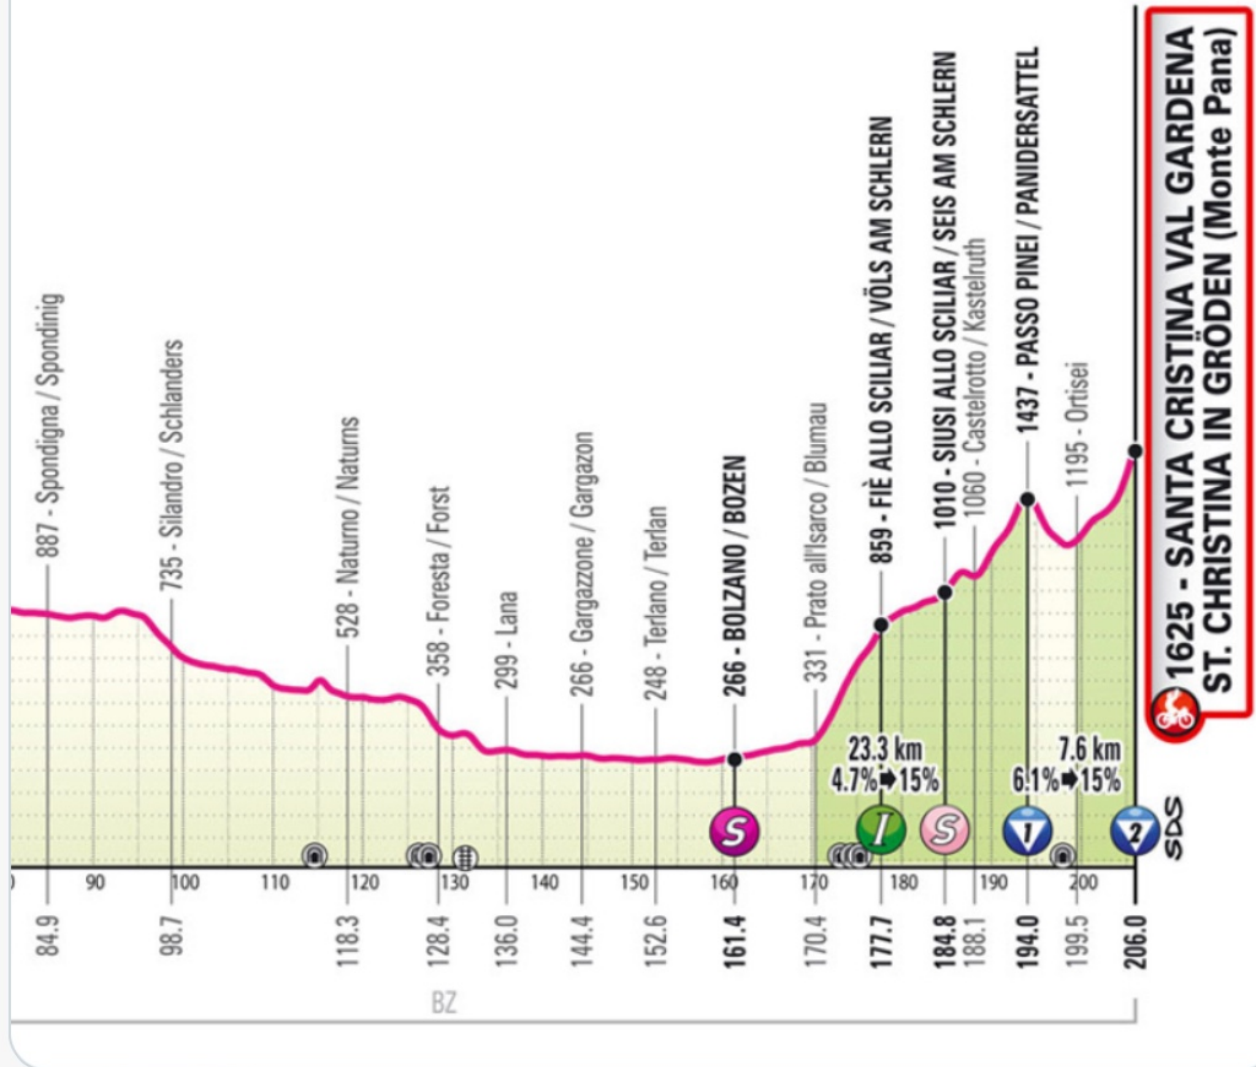 887 - Spondigna / Spondinig
735 - Silandro / Schlanders
528 - Naturno / Naturns
358 - Foresta / Forst
299 - Lana
266 - Gargazzone / Gargazon
248 - Terlano / Terlan
266 - BOLZANO / BOZEN
331 - Prato all'Isarco / Blumau
859 - FIÈ ALLO SCILIAR / VÖLS AM SCHLERN
1010 - SIUSI ALLO SCILIAR / SEIS AM SCHLERN
1060 - Castelrotto / Kastelruth
1437 - PASSO PINEI / PANIDERSATTEL
1195 - Ortisei
1625 - SANTA CRISTINA VAL GARDENA
ST. CHRISTINA IN GRÖDEN (Monte Pana)
23.3 km
4.7% 15%
7.6 km
6.1% 15%
S
I
S
1
2
SDS
90 100 110 120 130 140 150 160 170 180 190 200
84.9 98.7 118.3 128.4 136.0 144.4 152.6 161.4 170.4 177.7 184.8 188.1 194.0 199.5 206.0
BZ